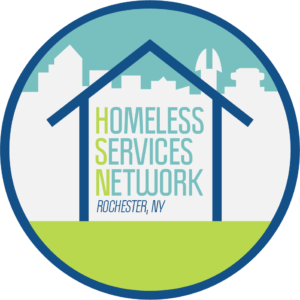 HOMELESS
SERVICES
NETWORK
ROCHESTER, NY